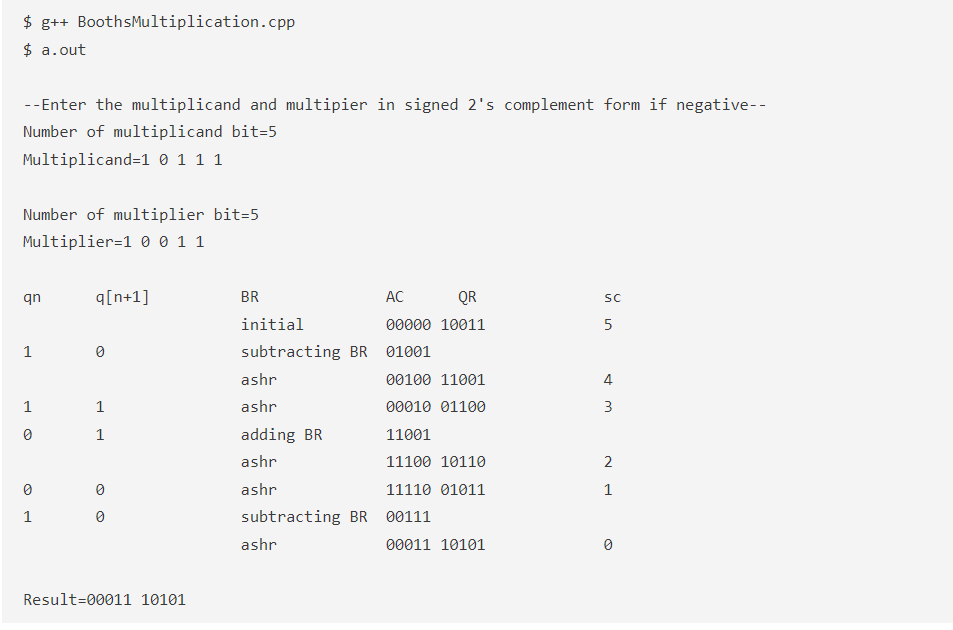 $ g++ BoothsMultiplication.cpp
$ a.out
--Enter the multiplicand and multipier in signed 2's complement form if negative--
Number of multiplicand bit=5
Multiplicand=1 0 1 1 1
Number of multiplier bit=5
Multiplier=1 0 0 1 1
qn q[n+1] BR AC QR sc
initial 00000 10011 5
1 0 subtracting BR 01001
ashr 00100 11001 4
1 1 ashr 00010 01100 3
0 1 adding BR 11001
ashr 11100 10110 2
0 0 ashr 11110 01011 1
1 0 subtracting BR 00111
ashr 00011 10101 0
Result=00011 10101